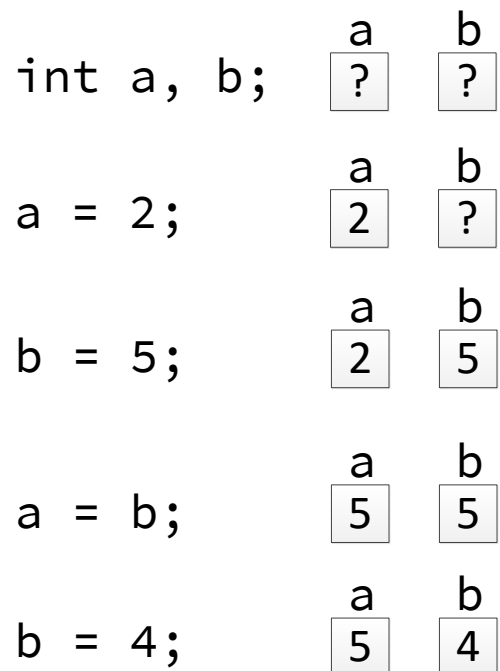 a b
int a, b; ? ?
a b
a = 2; 2 ?
a b
b = 5; 2 5
a b
a = b; 5 5
a b
b = 4; 5 4